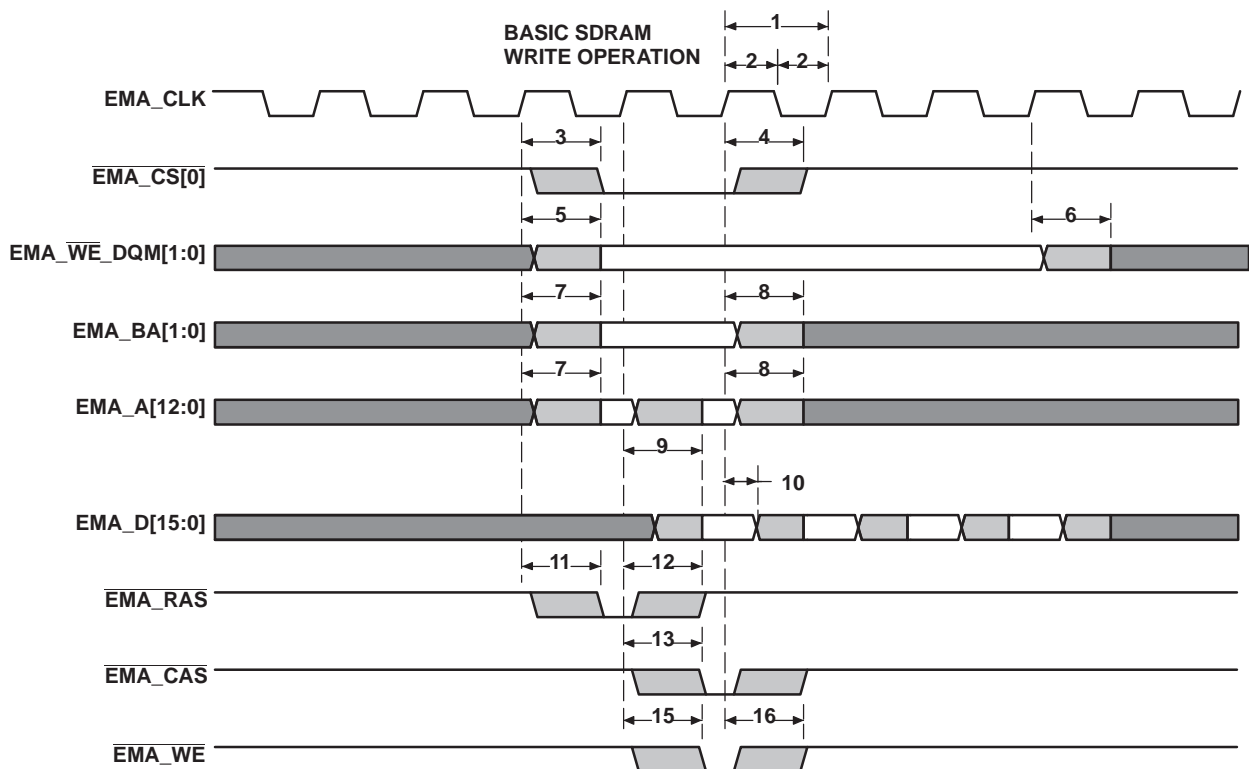 1
BASIC SDRAM
WRITE OPERATION
2 2
EMA_CLK
3 4
EMA_CS[0]
5 6
EMA_WE_DQM[1:0]
7 8
EMA_BA[1:0]
7 8
EMA_A[12:0]
9
10
EMA_D[15:0]
11 12
EMA_RAS
13
EMA_CAS
15 16
EMA_WE